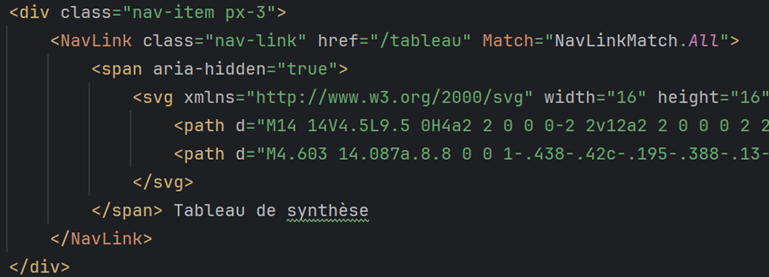 <div class="nav-item px-3">
<NavLink class="nav-link" href="/tableau" Match="NavLinkMatch.All">
<span aria-hidden="true">
<svg xmlns="http://www.w3.org/2000/svg" width="16" height="16"
<path d="M14 14V4.5L9.5 0H4a2 2 0 0 0-2 2v12a2 2 0 0 0 2 2
<path d="M4.603 14.087a.8.8 0 0 1-.438-.42c-.195-.388-.13-
</svg>
</span> Tableau de synthèse
</NavLink>
</div>